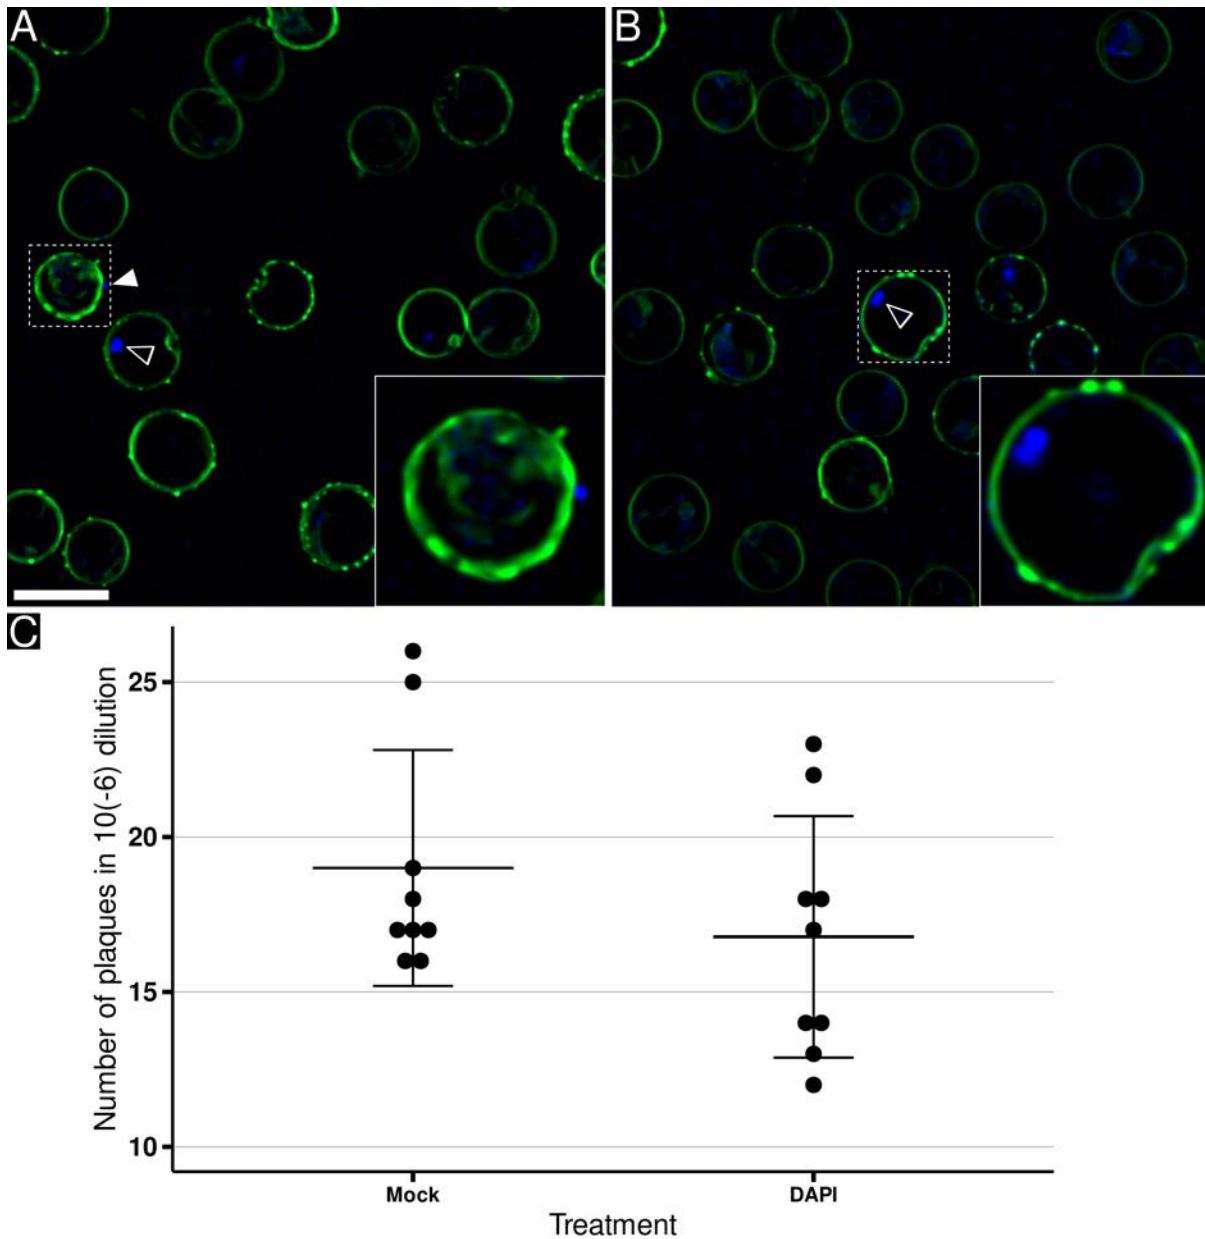 A
B
C
Number of plaques in 10(-6) dilution
25
20
15
10
Mock
DAPI
Treatment